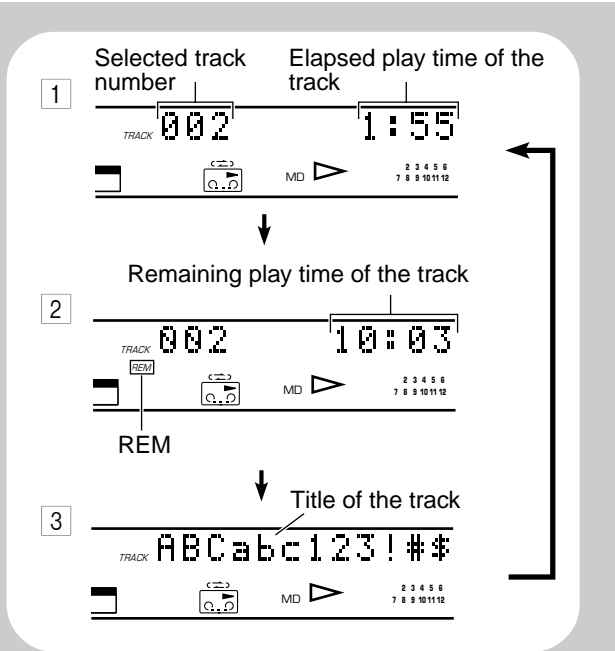 Selected track number
Elapsed play time of the track
1
TRACK 002 1:55
MD
2 3 4 5 6
7 8 9 10 11 12
Remaining play time of the track
2
TRACK 002 10:03
REM
MD
2 3 4 5 6
7 8 9 10 11 12
REM
Title of the track
3
TRACK ABCabc123!#$
MD
2 3 4 5 6
7 8 9 10 11 12